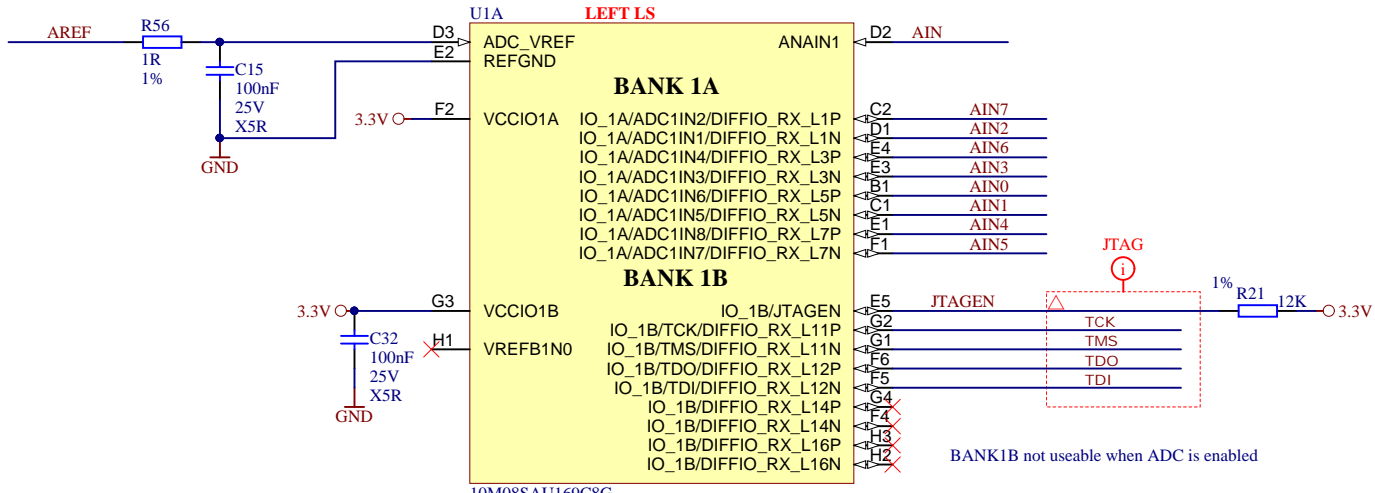 U1A
LEFT LS
AREF
R56
1R
1%
C15
100nF
25V
X5R
GND
D3
ADC_VREF
E2
REFGND
ANAIN1
D2
AIN
BANK 1A
3.3V
F2
VCCIO1A
IO_1A/ADC1IN2/DIFFIO_RX_L1P
C2
AIN7
IO_1A/ADC1IN1/DIFFIO_RX_L1N
D1
AIN2
IO_1A/ADC1IN4/DIFFIO_RX_L3P
E4
AIN6
IO_1A/ADC1IN3/DIFFIO_RX_L3N
E3
AIN3
IO_1A/ADC1IN6/DIFFIO_RX_L5P
B1
AIN0
IO_1A/ADC1IN5/DIFFIO_RX_L5N
C1
AIN1
IO_1A/ADC1IN8/DIFFIO_RX_L7P
E1
AIN4
IO_1A/ADC1IN7/DIFFIO_RX_L7N
F1
AIN5
BANK 1B
JTAG
i
3.3V
G3
VCCIO1B
C32
100nF
25V
X5R
GND
H1
VREFB1N0
IO_1B/JTAGEN
E5
JTAGEN
1%
R21
12K
3.3V
IO_1B/TCK/DIFFIO_RX_L11P
G2
TCK
IO_1B/TMS/DIFFIO_RX_L11N
G1
TMS
IO_1B/TDO/DIFFIO_RX_L12P
F6
TDO
IO_1B/TDI/DIFFIO_RX_L12N
F5
TDI
IO_1B/DIFFIO_RX_L14P
G4
IO_1B/DIFFIO_RX_L14N
F4
IO_1B/DIFFIO_RX_L16P
H3
IO_1B/DIFFIO_RX_L16N
H2
BANK1B not useable when ADC is enabled
10M08SAU169C8G